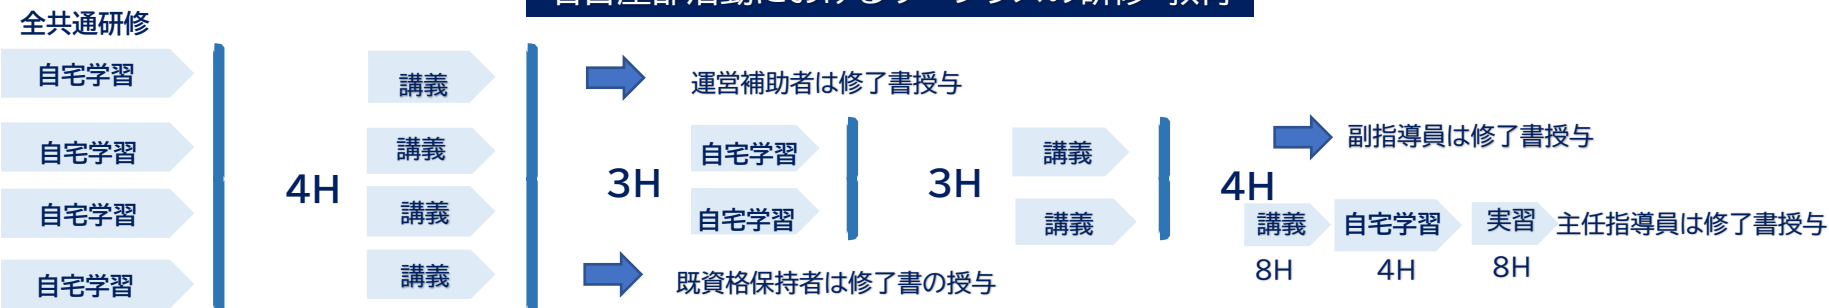 全共通研修
自宅学習
自宅学習
自宅学習
自宅学習
4H
講義
講義
講義
講義
運営補助者は修了書授与
3H
自宅学習
自宅学習
既資格保持者は修了書の授与
3H
講義
講義
4H
副指導員は修了書授与
講義
自宅学習
実習
主任指導員は修了書授与
8H
4H
8H